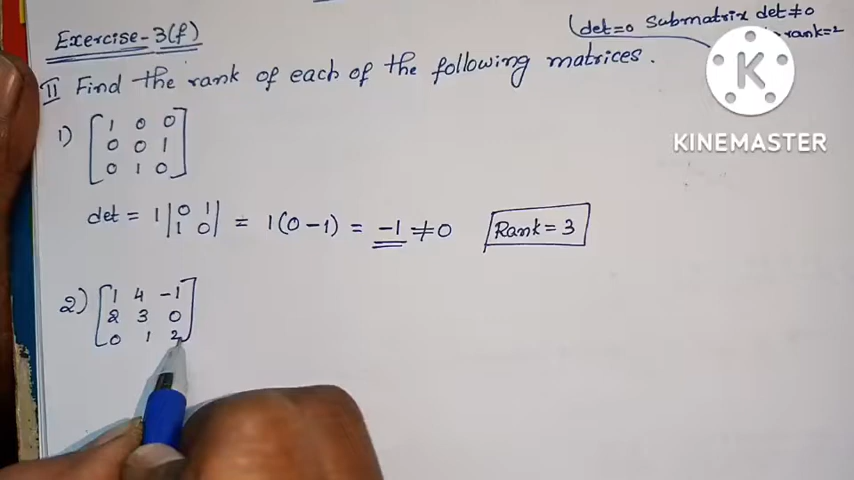 Exercise-3(f)
(det=0 Submatrix det≠0
rank=2
II Find the rank of each of the following matrices.
1) [1 0 0
0 0 1
0 1 0]
det = 1 |0 1
1 0| = 1(0-1) = -1 ≠ 0 Rank = 3
2) [1 4 -1
2 3 0
0 1 2]
K
KINEMASTER